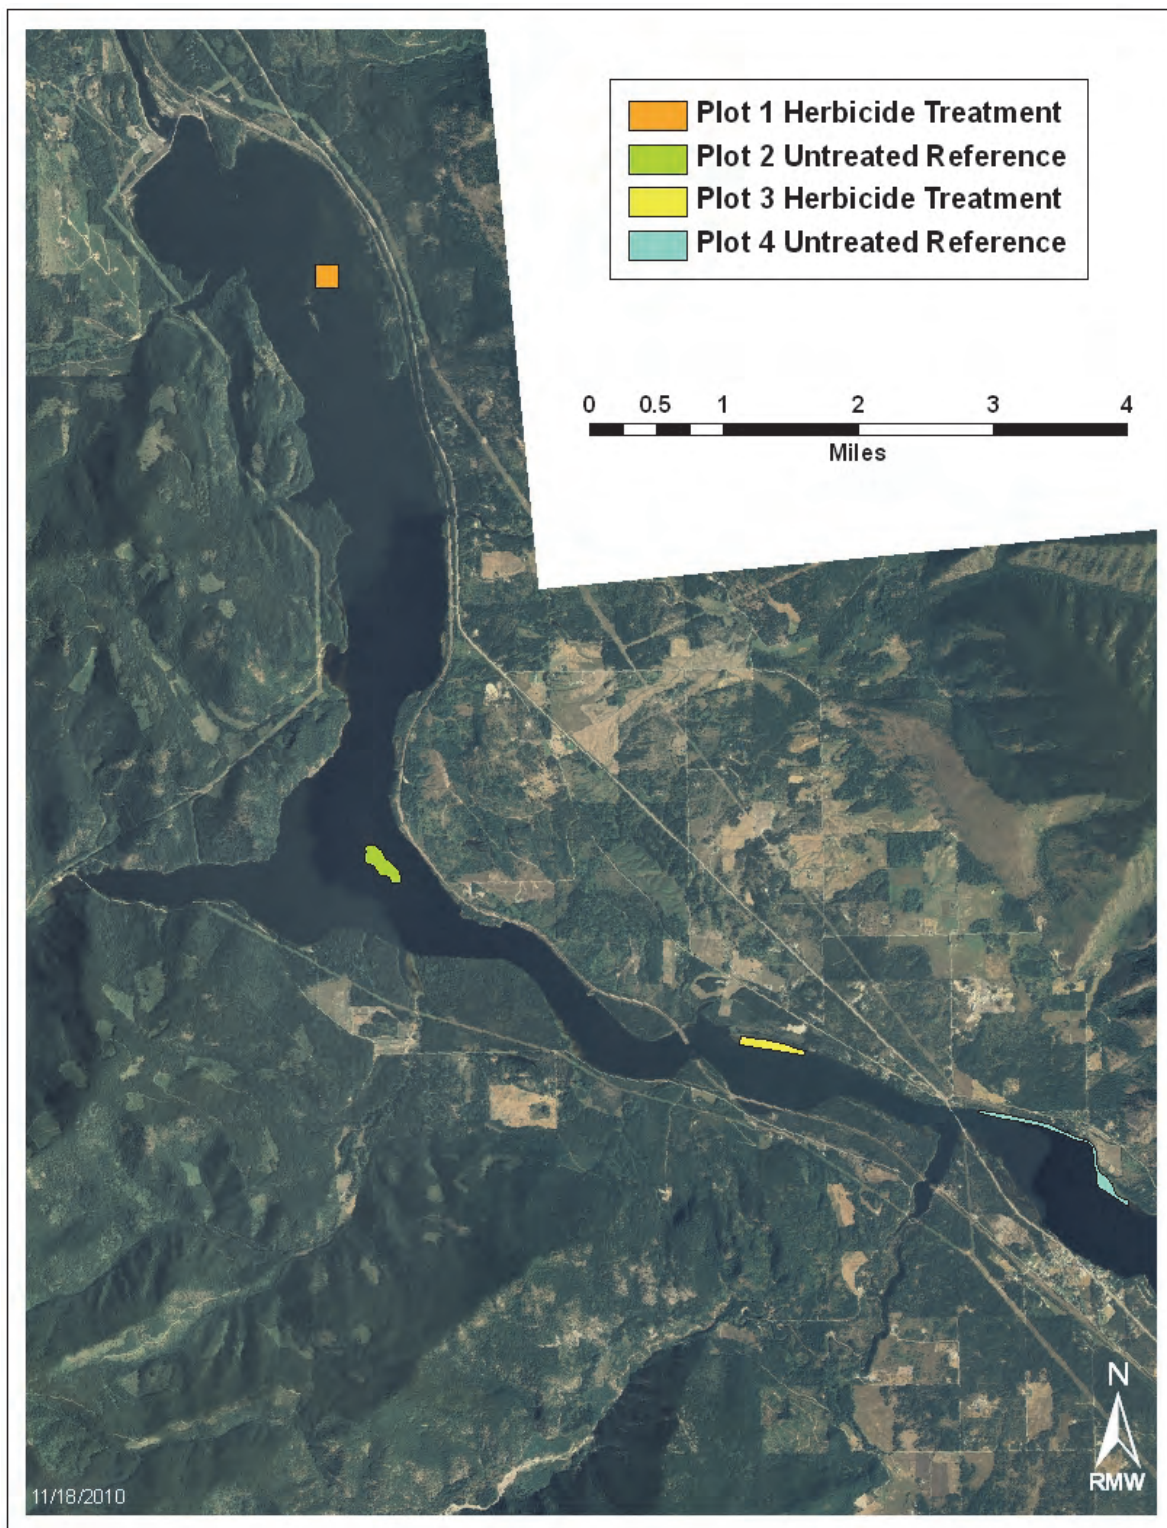 Plot 1 Herbicide Treatment
Plot 2 Untreated Reference
Plot 3 Herbicide Treatment
Plot 4 Untreated Reference
0 0.5 1 2 3 4
Miles
N
RMW
11/18/2010